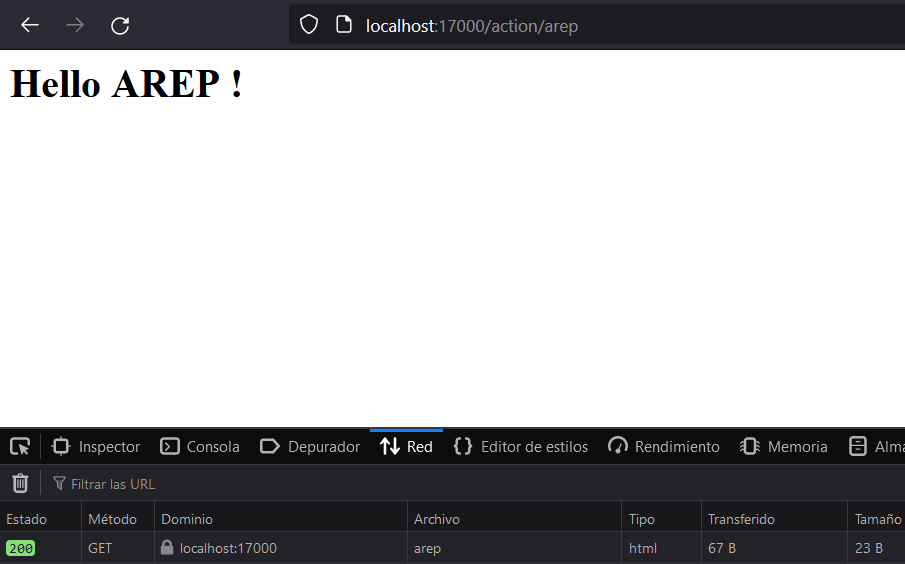 localhost:17000/action/arep
Hello AREP !
Inspector Consola Depurador Red Editor de estilos Rendimiento Memoria Alma
Filtrar las URL
Estado Método Dominio Archivo Tipo Transferido Tamaño
200 GET localhost:17000 arep html 67 B 23 B